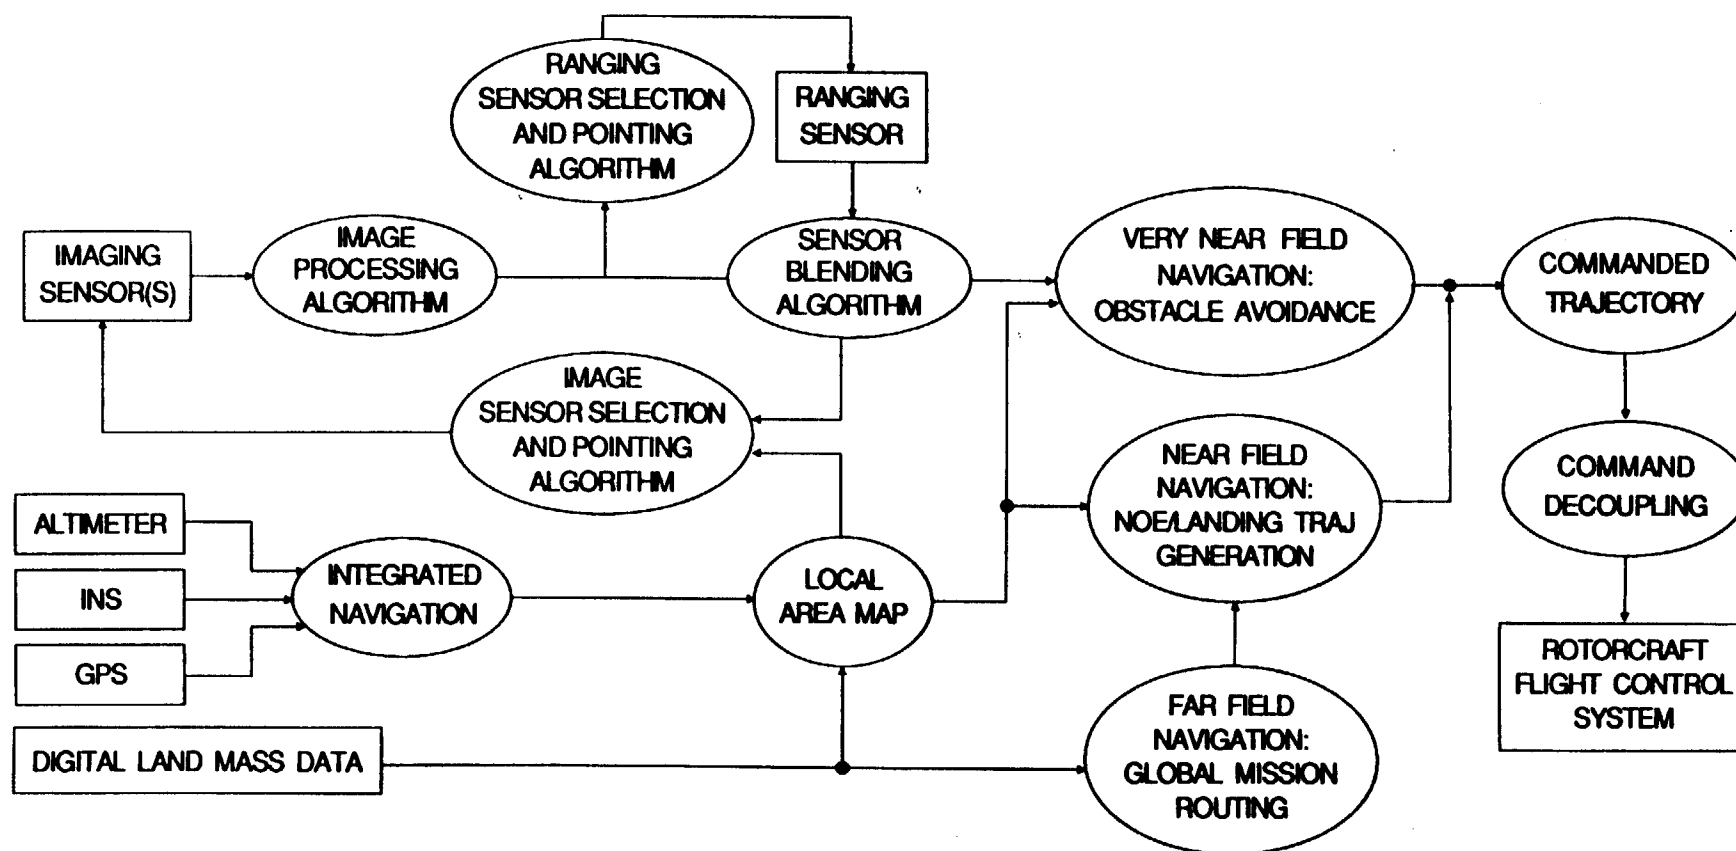 RANGING
SENSOR SELECTION
AND POINTING
ALGORITHM
RANGING
SENSOR
IMAGING
SENSOR(S)
IMAGE
PROCESSING
ALGORITHM
SENSOR
BLENDING
ALGORITHM
VERY NEAR FIELD
NAVIGATION:
OBSTACLE AVOIDANCE
COMMANDED
TRAJECTORY
IMAGE
SENSOR SELECTION
AND POINTING
ALGORITHM
NEAR FIELD
NAVIGATION:
NOE/LANDING TRAJ
GENERATION
COMMAND
DECOUPLING
ALTIMETER
INS
GPS
INTEGRATED
NAVIGATION
LOCAL
AREA MAP
ROTORCRAFT
FLIGHT CONTROL
SYSTEM
DIGITAL LAND MASS DATA
FAR FIELD
NAVIGATION:
GLOBAL MISSION
ROUTING